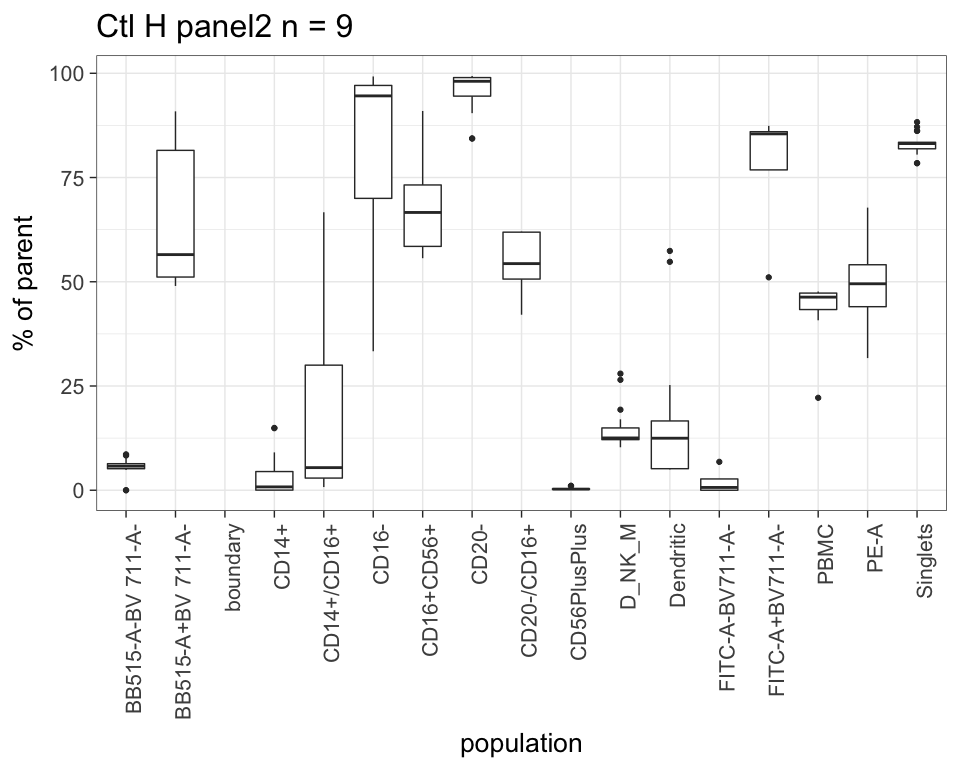 Ctl H panel2 n = 9
% of parent
100
75
50
25
0
BB515-A-BV 711-A-
BB515-A+BV 711-A-
boundary
CD14+
CD14+/CD16+
CD16-
CD16+CD56+
CD20-
CD20-/CD16+
CD56PlusPlus
D_NK_M
Dendritic
FITC-A-BV711-A-
FITC-A+BV711-A-
PBMC
PE-A
Singlets
population